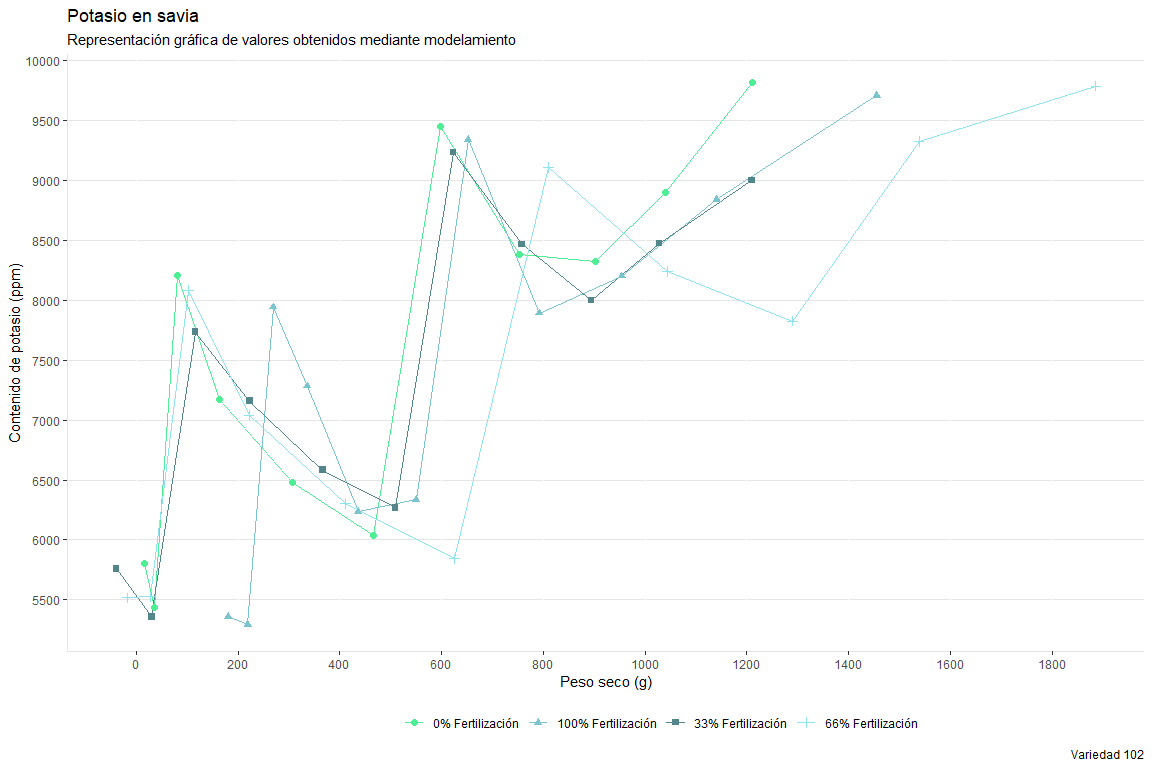 Potasio en savia
Representación gráfica de valores obtenidos mediante modelamiento
Contenido de potasio (ppm)
10000
9500
9000
8500
8000
7500
7000
6500
6000
5500
0 200 400 600 800 1000 1200 1400 1600 1800
Peso seco (g)
0% Fertilización 100% Fertilización 33% Fertilización 66% Fertilización
Variedad 102